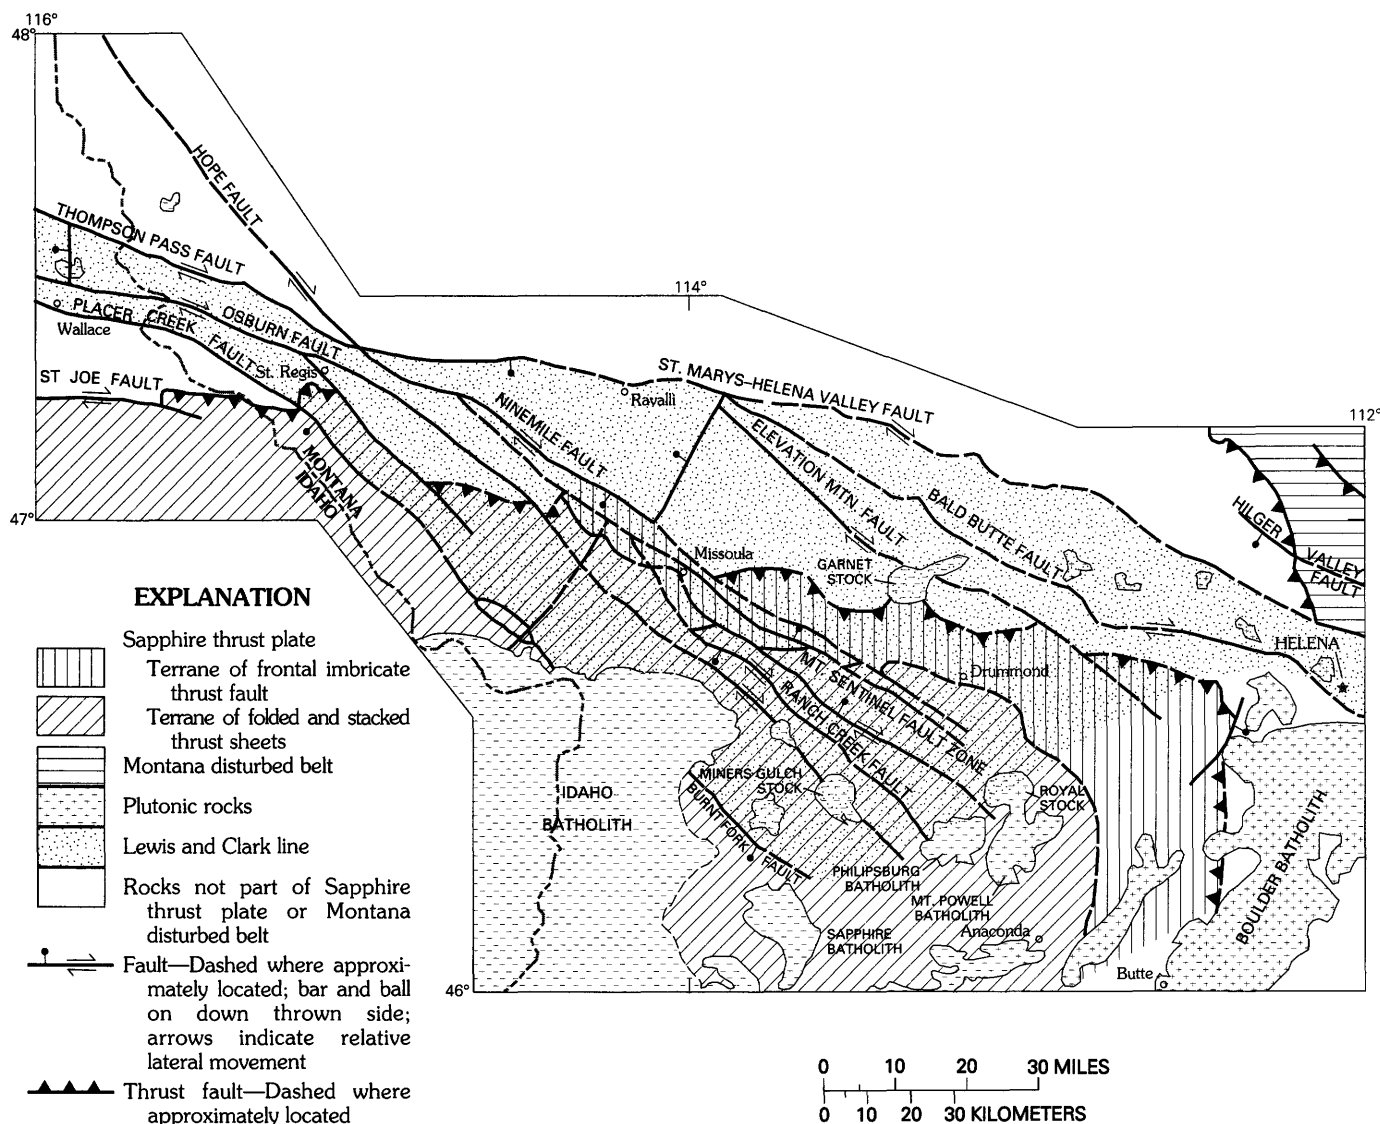 116°
48°
HOPE FAULT
THOMPSON PASS FAULT
114°
OSBURN FAULT
PLACER CREEK FAULT
Wallace
ST JOE FAULT
St. Regis
ST. MARYS–HELENA VALLEY FAULT
Ravalli
112°
NINEMILE FAULT
ELEVATION MTN. FAULT
BALD BUTTE FAULT
HILGER VALLEY FAULT
MONTANA
IDAHO
47°
Missoula
GARNET
STOCK
HELENA
Drummond
MT. SENTINEL FAULT ZONE
RANCH CREEK FAULT
MINERS GULCH
STOCK
ROYAL
STOCK
IDAHO
BATHOLITH
BURNT FORK FAULT
PHILIPSBURG
BATHOLITH
MT. POWELL
BATHOLITH
SAPPHIRE
BATHOLITH
Anaconda
BOULDER BATHOLITH
Butte
46°
EXPLANATION
Sapphire thrust plate
Terrane of frontal imbricate
thrust fault
Terrane of folded and stacked
thrust sheets
Montana disturbed belt
Plutonic rocks
Lewis and Clark line
Rocks not part of Sapphire
thrust plate or Montana
disturbed belt
Fault—Dashed where approxi-
mately located; bar and ball
on down thrown side;
arrows indicate relative
lateral movement
Thrust fault—Dashed where
approximately located
0 10 20 30 MILES
0 10 20 30 KILOMETERS